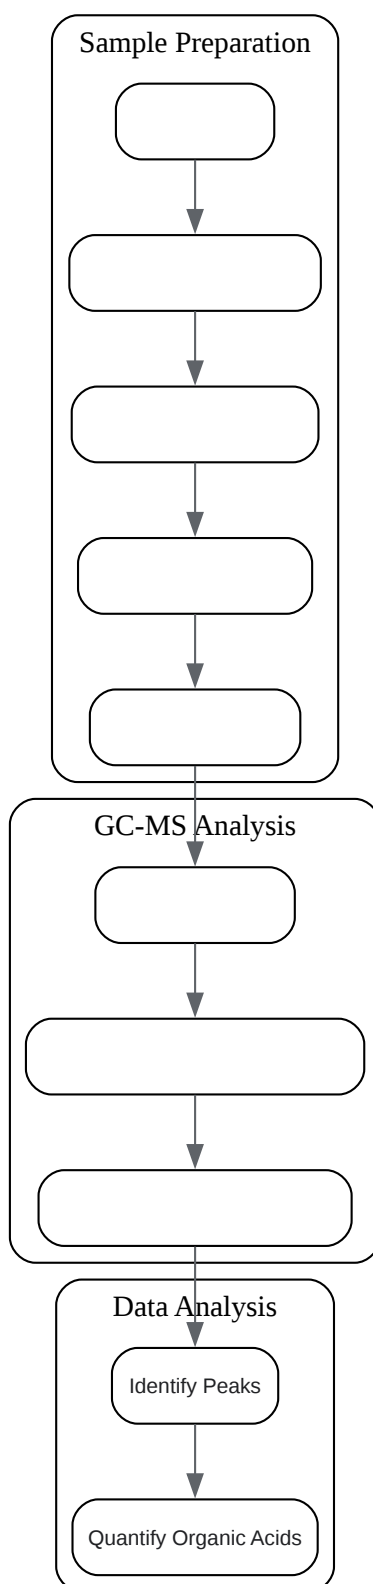 Sample Preparation
GC-MS Analysis
Data Analysis
Identify Peaks
Quantify Organic Acids